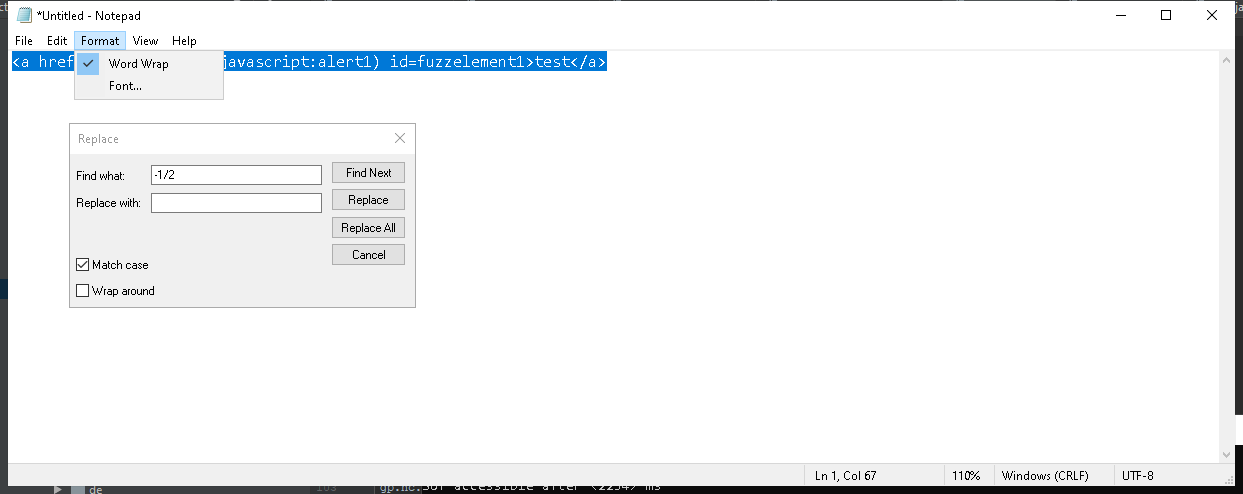 *Untitled - Notepad
File Edit Format View Help
<a href javascript:alert1) id=fuzzelement1>test</a>
Word Wrap
Font...
Replace
Find what: -1/2 Find Next
Replace with: Replace
Replace All
Cancel
Match case
Wrap around
Ln 1, Col 67 110% Windows (CRLF) UTF-8
de